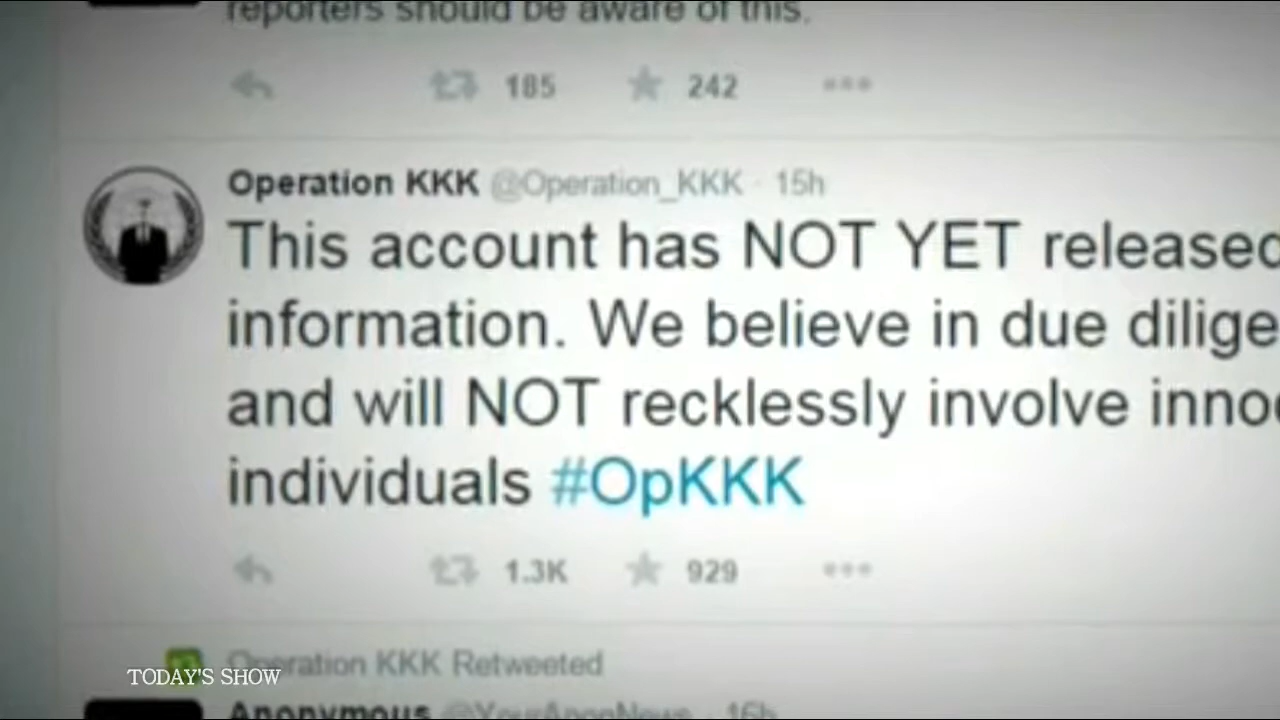 reporters should be aware of this.
185 242
Operation KKK @Operation_KKK · 15h
This account has NOT YET released
information. We believe in due dilige
and will NOT recklessly involve inno
individuals #OpKKK
1.3K 929
Operation KKK Retweeted
TODAY'S SHOW
Anonymous @YourAnonNews · 16h